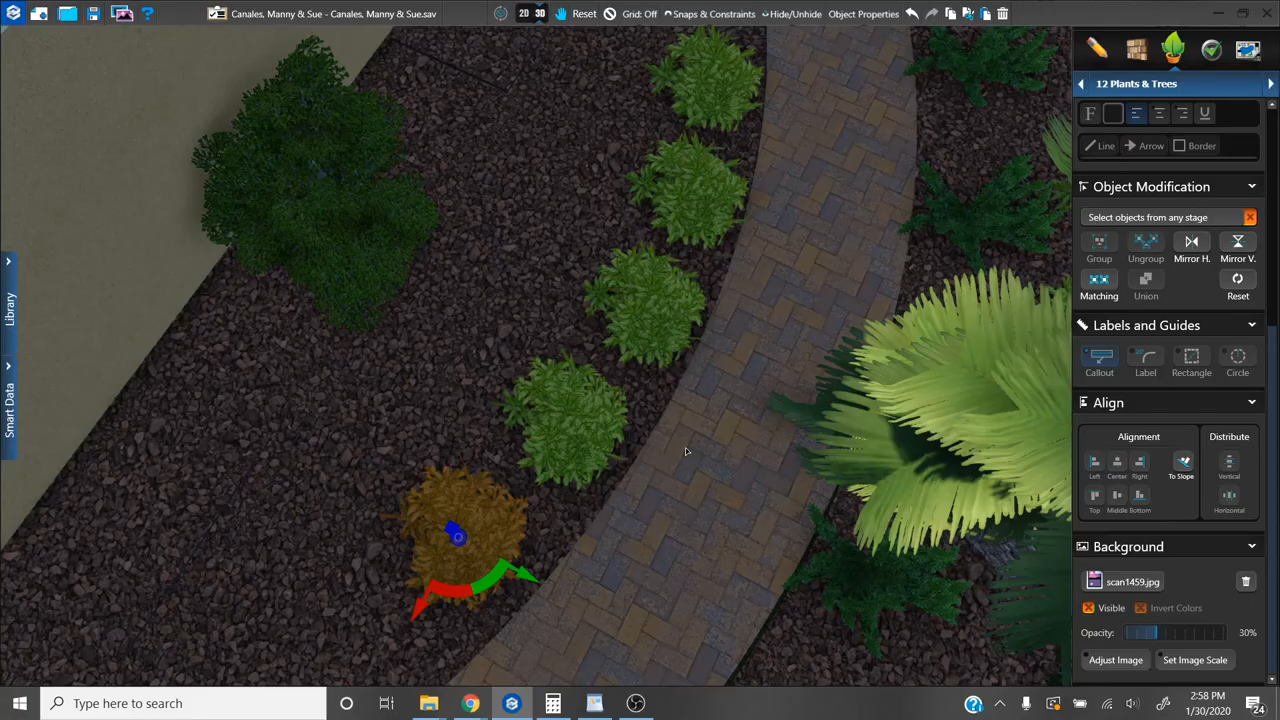 Canales, Manny & Sue - Canales, Manny & Sue.sav
2D 3D
Reset
Grid: Off
Snaps & Constraints
Hide/Unhide
Object Properties
12 Plants & Trees
F
U
Line
Arrow
Border
Object Modification
Select objects from any stage
Group
Ungroup
Mirror H.
Mirror V.
Matching
Union
Reset
Labels and Guides
Callout
Label
Rectangle
Circle
Align
Alignment
Distribute
Left
Center
Right
To Slope
Vertical
Top
Middle
Bottom
Horizontal
Background
scan1459.jpg
Visible
Invert Colors
Opacity:
30%
Adjust Image
Set Image Scale
Library
Smart Data
Type here to search
2:58 PM
1/30/2020
24